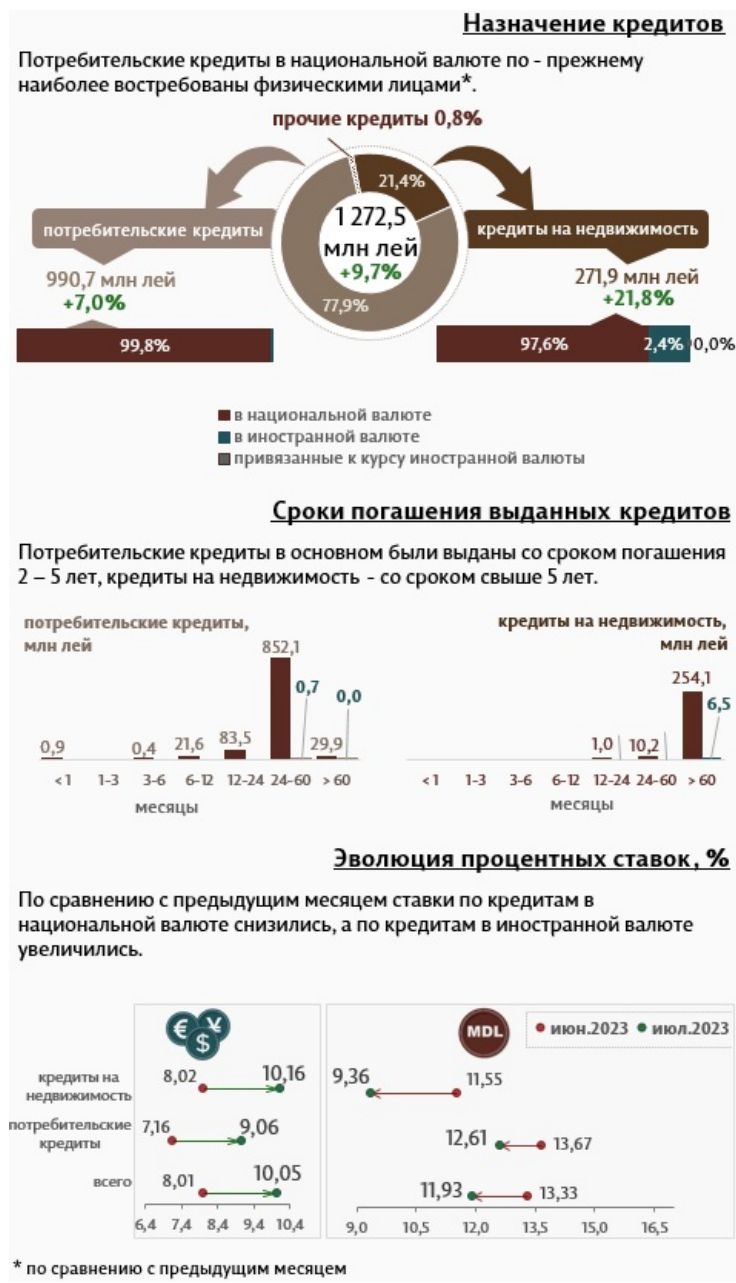 Назначение кредитов
Потребительские кредиты в национальной валюте по - прежнему
наиболее востребованы физическими лицами*.
прочие кредиты 0,8%
21,4%
1 272,5
млн лей
+9,7%
77,9%
потребительские кредиты
990,7 млн лей
+7,0%
99,8%
кредиты на недвижимость
271,9 млн лей
+21,8%
97,6%
2,4%
0,0%
в национальной валюте
в иностранной валюте
привязанные к курсу иностранной валюты
Сроки погашения выданных кредитов
Потребительские кредиты в основном были выданы со сроком погашения
2 – 5 лет, кредиты на недвижимость - со сроком свыше 5 лет.
потребительские кредиты,
млн лей
0,9
0,4
21,6
83,5
852,1
0,7
29,9
0,0
<1 1-3 3-6 6-12 12-24 24-60 >60
месяцы
кредиты на недвижимость,
млн лей
1,0
10,2
254,1
6,5
<1 1-3 3-6 6-12 12-24 24-60 >60
месяцы
Эволюция процентных ставок, %
По сравнению с предыдущим месяцем ставки по кредитам в
национальной валюте снизились, а по кредитам в иностранной валюте
увеличились.
€ ¥ $
MDL
июн.2023 июл.2023
кредиты на
недвижимость
8,02 10,16
9,36 11,55
потребительские
кредиты
7,16 9,06
12,61 13,67
всего
8,01 10,05
11,93 13,33
6,4 7,4 8,4 9,4 10,4
9,0 10,5 12,0 13,5 15,0 16,5
* по сравнению с предыдущим месяцем